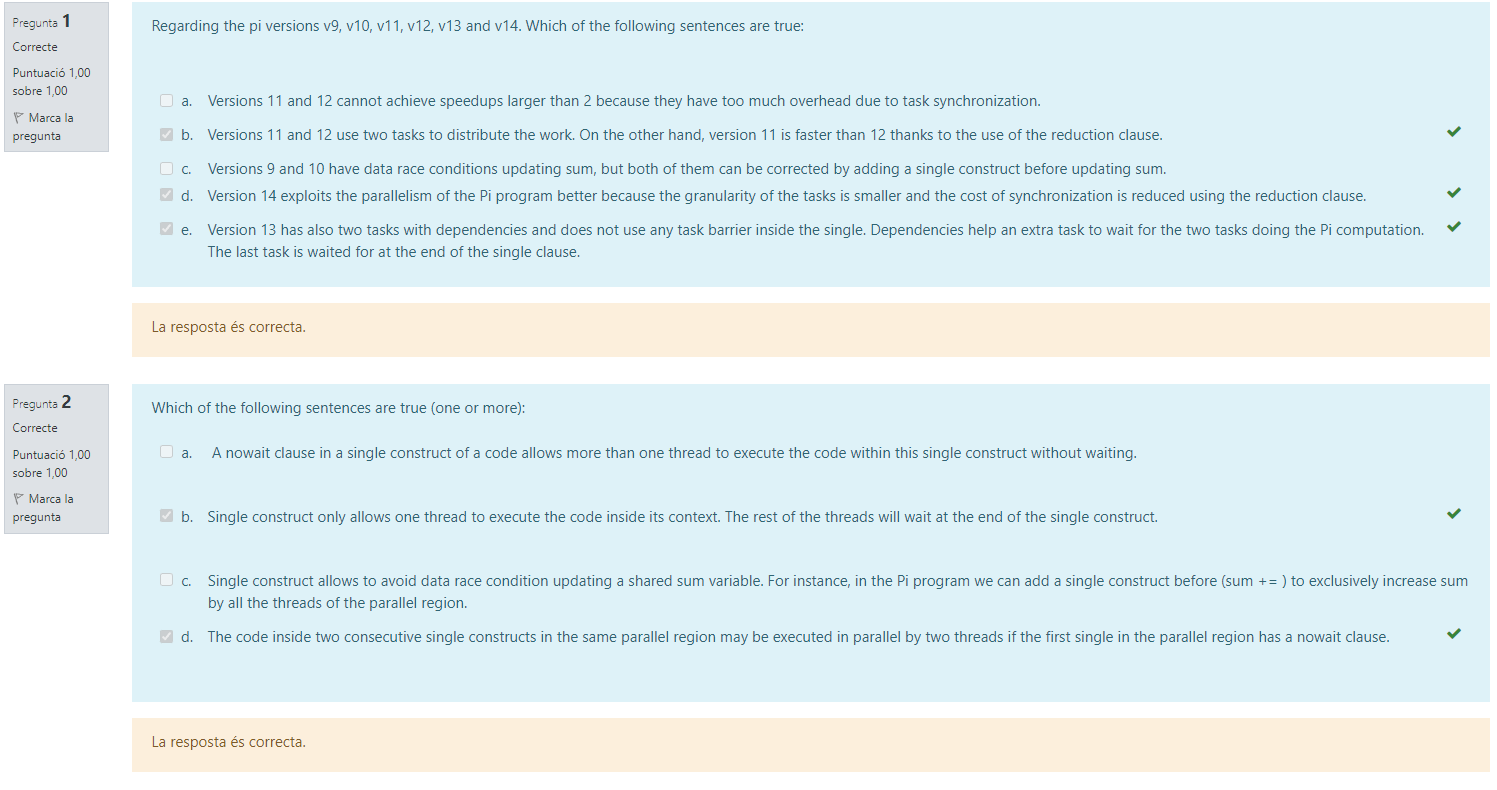 Pregunta 1
Correcte
Puntuació 1,00
sobre 1,00
Marca la
pregunta
Regarding the pi versions v9, v10, v11, v12, v13 and v14. Which of the following sentences are true:
a. Versions 11 and 12 cannot achieve speedups larger than 2 because they have too much overhead due to task synchronization.
b. Versions 11 and 12 use two tasks to distribute the work. On the other hand, version 11 is faster than 12 thanks to the use of the reduction clause.
c. Versions 9 and 10 have data race conditions updating sum, but both of them can be corrected by adding a single construct before updating sum.
d. Version 14 exploits the parallelism of the Pi program better because the granularity of the tasks is smaller and the cost of synchronization is reduced using the reduction clause.
e. Version 13 has also two tasks with dependencies and does not use any task barrier inside the single. Dependencies help an extra task to wait for the two tasks doing the Pi computation.
The last task is waited for at the end of the single clause.
La resposta és correcta.
Pregunta 2
Correcte
Puntuació 1,00
sobre 1,00
Marca la
pregunta
Which of the following sentences are true (one or more):
a. A nowait clause in a single construct of a code allows more than one thread to execute the code within this single construct without waiting.
b. Single construct only allows one thread to execute the code inside its context. The rest of the threads will wait at the end of the single construct.
c. Single construct allows to avoid data race condition updating a shared sum variable. For instance, in the Pi program we can add a single construct before (sum += ) to exclusively increase sum
by all the threads of the parallel region.
d. The code inside two consecutive single constructs in the same parallel region may be executed in parallel by two threads if the first single in the parallel region has a nowait clause.
La resposta és correcta.